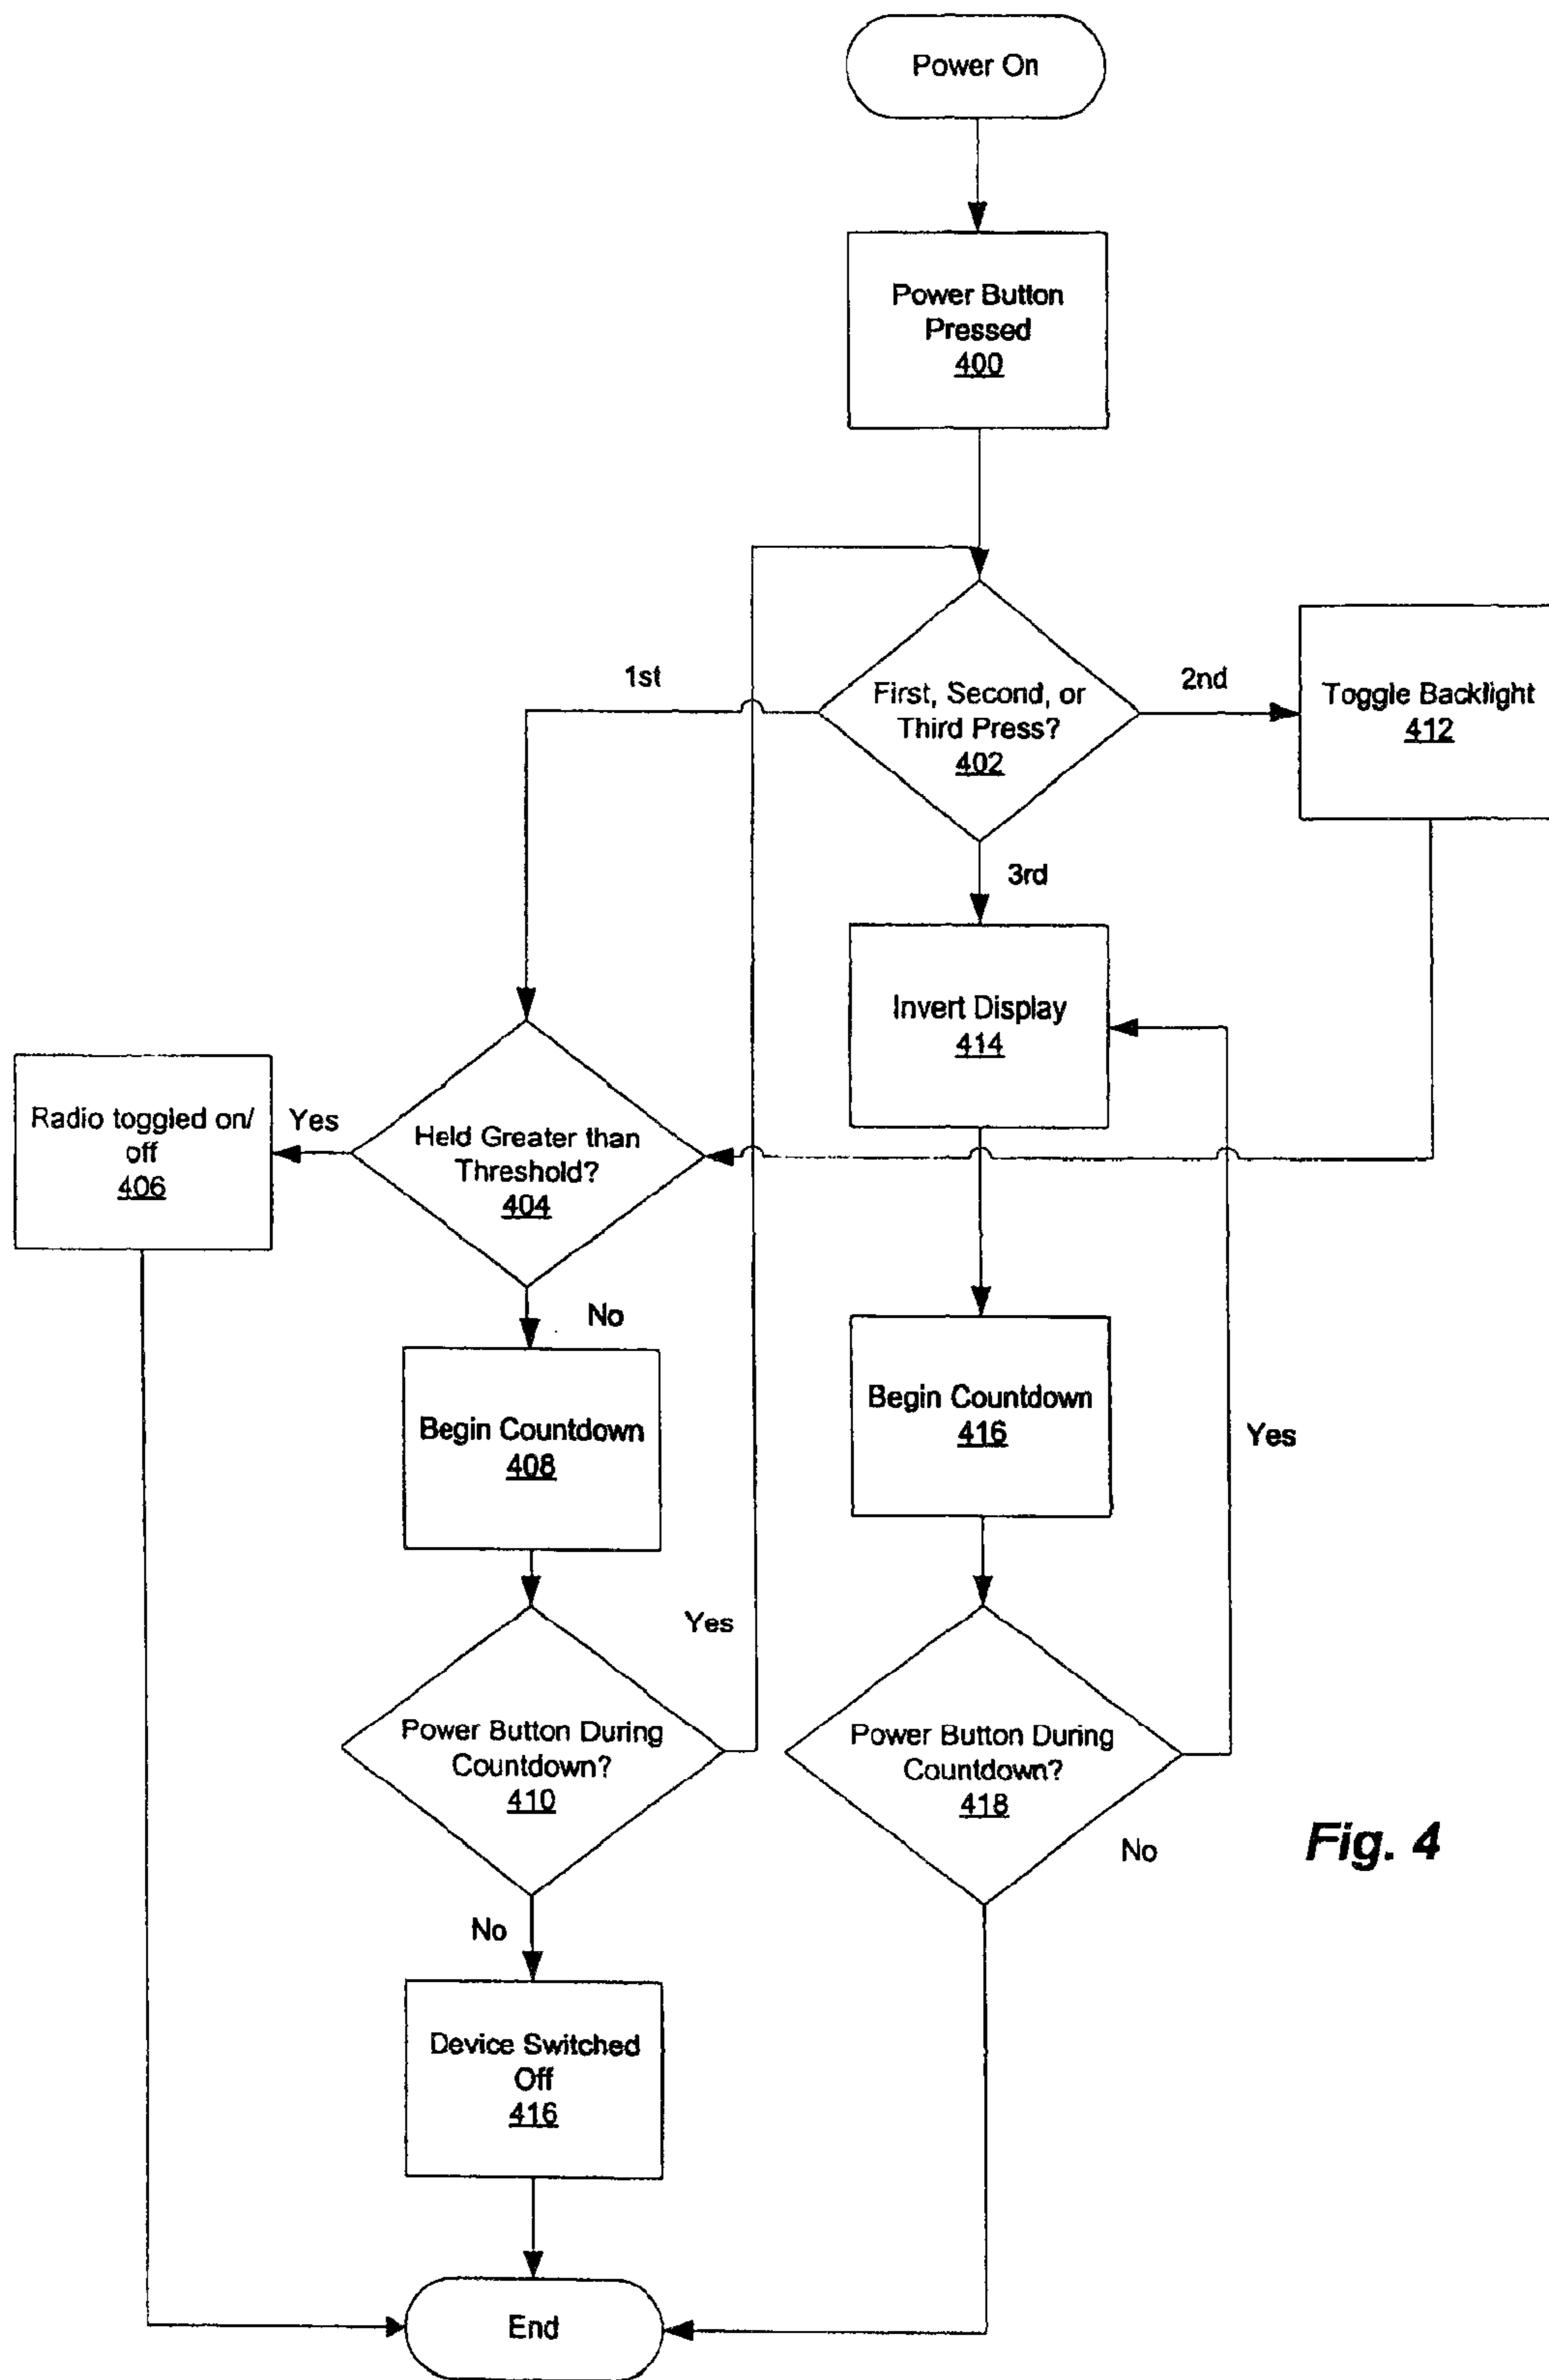 Power On
Power Button
Pressed
400
1st
First, Second, or
Third Press?
402
2nd
Toggle Backlight
412
3rd
Invert Display
414
Radio toggled on/
off
406
Yes
Held Greater than
Threshold?
404
No
Begin Countdown
408
Begin Countdown
416
Yes
Yes
Power Button During
Countdown?
410
Power Button During
Countdown?
418
No
No
Device Switched
Off
416
End
Fig. 4